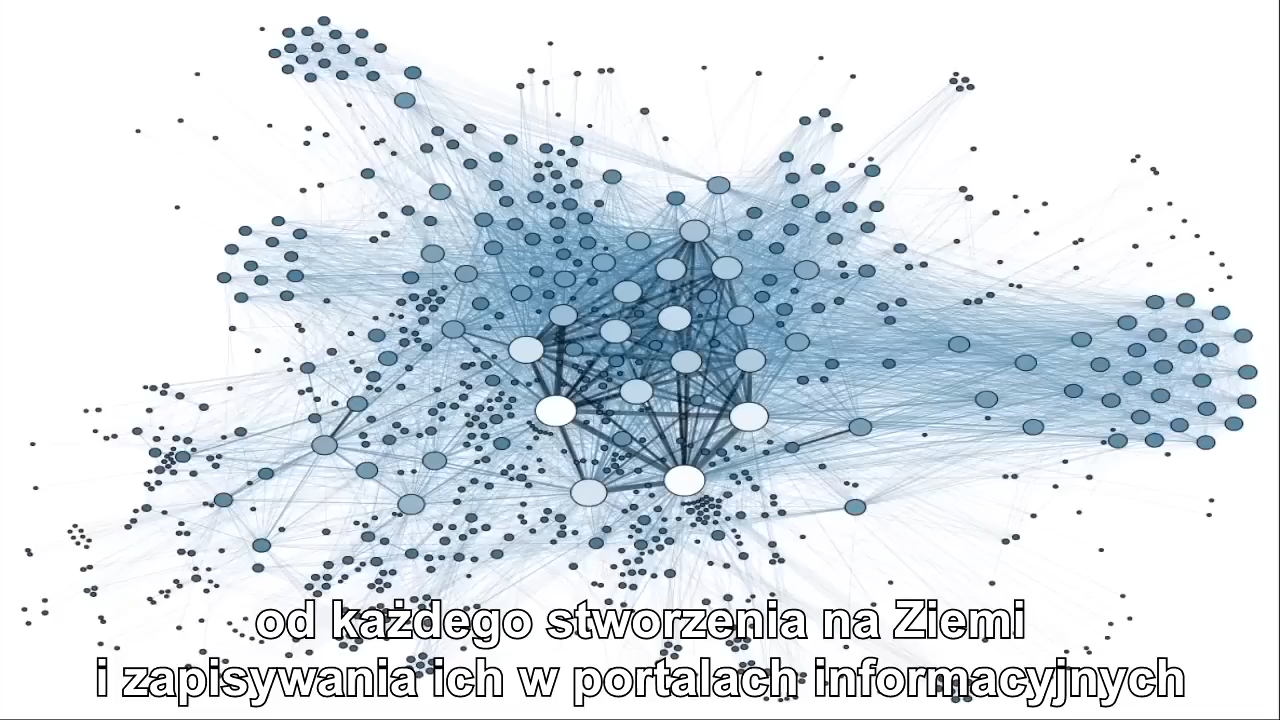 od każdego stworzenia na Ziemi
i zapisywania ich w portalach informacyjnych